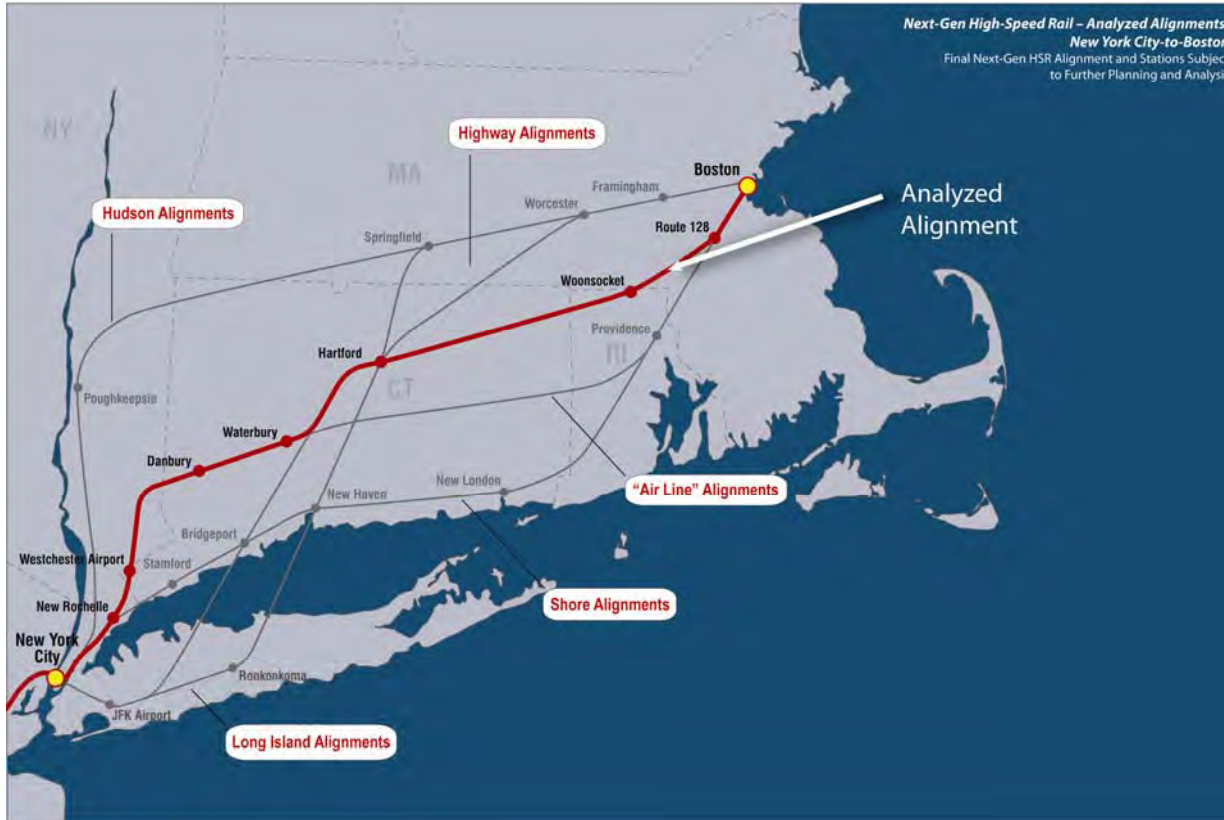 Next-Gen High-Speed Rail – Analyzed Alignments
New York City-to-Boston
Final Next-Gen HSR Alignment and Stations Subject
to Further Planning and Analysis
NY
Highway Alignments
MA
Boston
Framingham
Analyzed
Alignment
Hudson Alignments
Worcester
Route 128
Springfield
Woonsocket
Providence
RI
Hartford
CT
Poughkeepsie
Waterbury
Danbury
New London
"Air Line" Alignments
New Haven
Bridgeport
Westchester Airport
Stamford
Shore Alignments
New Rochelle
New York
City
Ronkonkoma
JFK Airport
Long Island Alignments